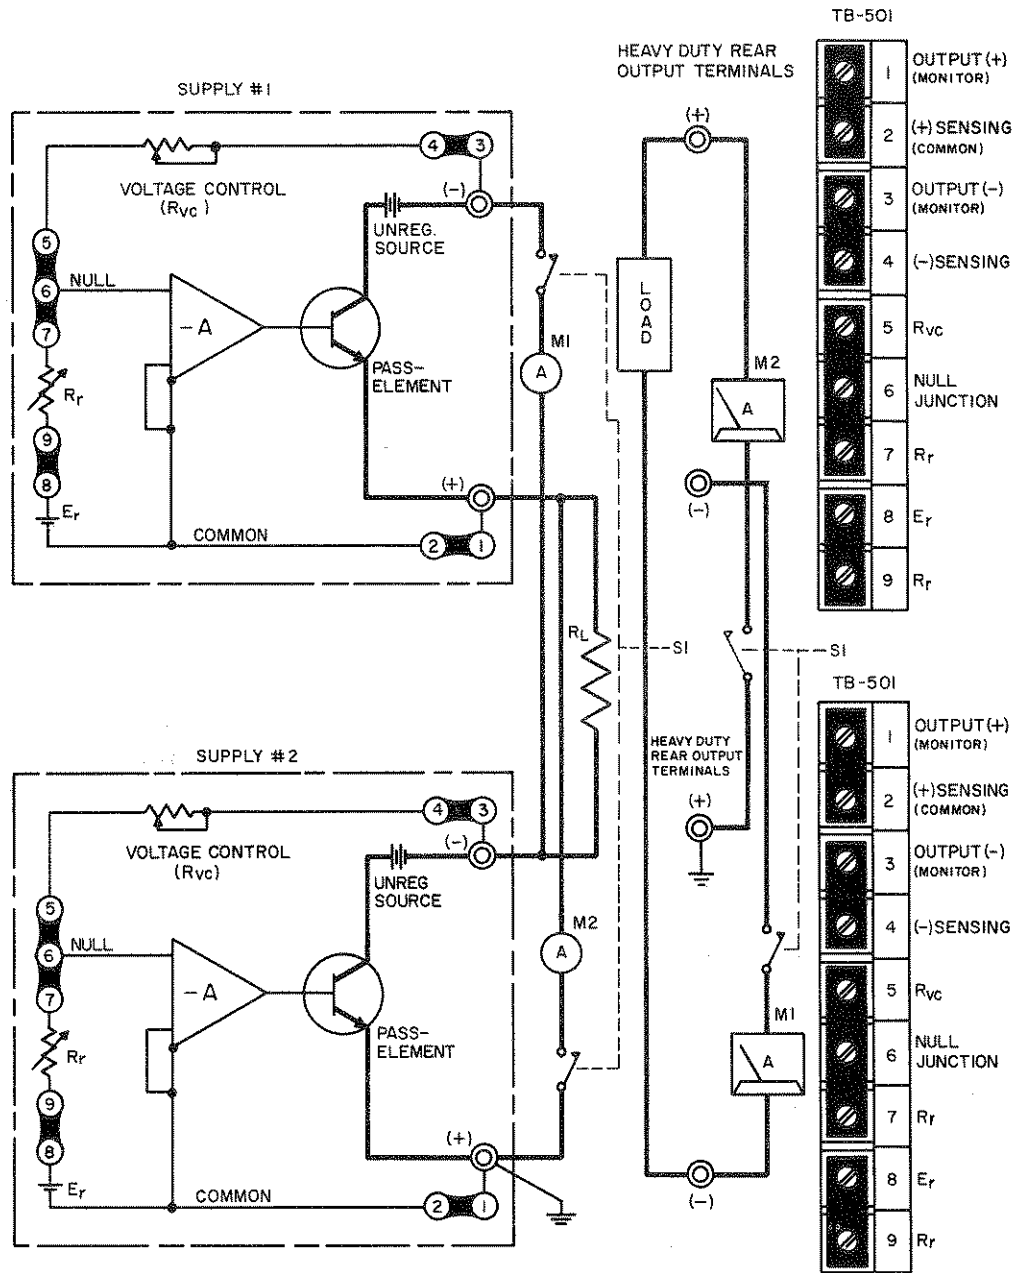 SUPPLY #1
4 3
VOLTAGE CONTROL
(RVC)
(-)
UNREG.
SOURCE
5
NULL
6
7
-A
PASS-
ELEMENT
Rr
9
8
Er
COMMON
(+)
2 1
M1
A
RL
S1
SUPPLY #2
4 3
VOLTAGE CONTROL
(RVC)
(-)
UNREG
SOURCE
5
NULL
6
7
-A
PASS-
ELEMENT
Rr
9
8
Er
COMMON
(+)
2 1
M2
A
HEAVY DUTY REAR
OUTPUT TERMINALS
(+)
LOAD
M2
A
(-)
S1
HEAVY DUTY
REAR OUTPUT
TERMINALS
(+)
M1
A
(-)
TB-501
1 OUTPUT (+)
(MONITOR)
2 (+) SENSING
(COMMON)
3 OUTPUT (-)
(MONITOR)
4 (-) SENSING
5 RVC
6 NULL
JUNCTION
7 Rr
8 Er
9 Rr
TB-501
1 OUTPUT (+)
(MONITOR)
2 (+) SENSING
(COMMON)
3 OUTPUT (-)
(MONITOR)
4 (-) SENSING
5 RVC
6 NULL
JUNCTION
7 Rr
8 Er
9 Rr